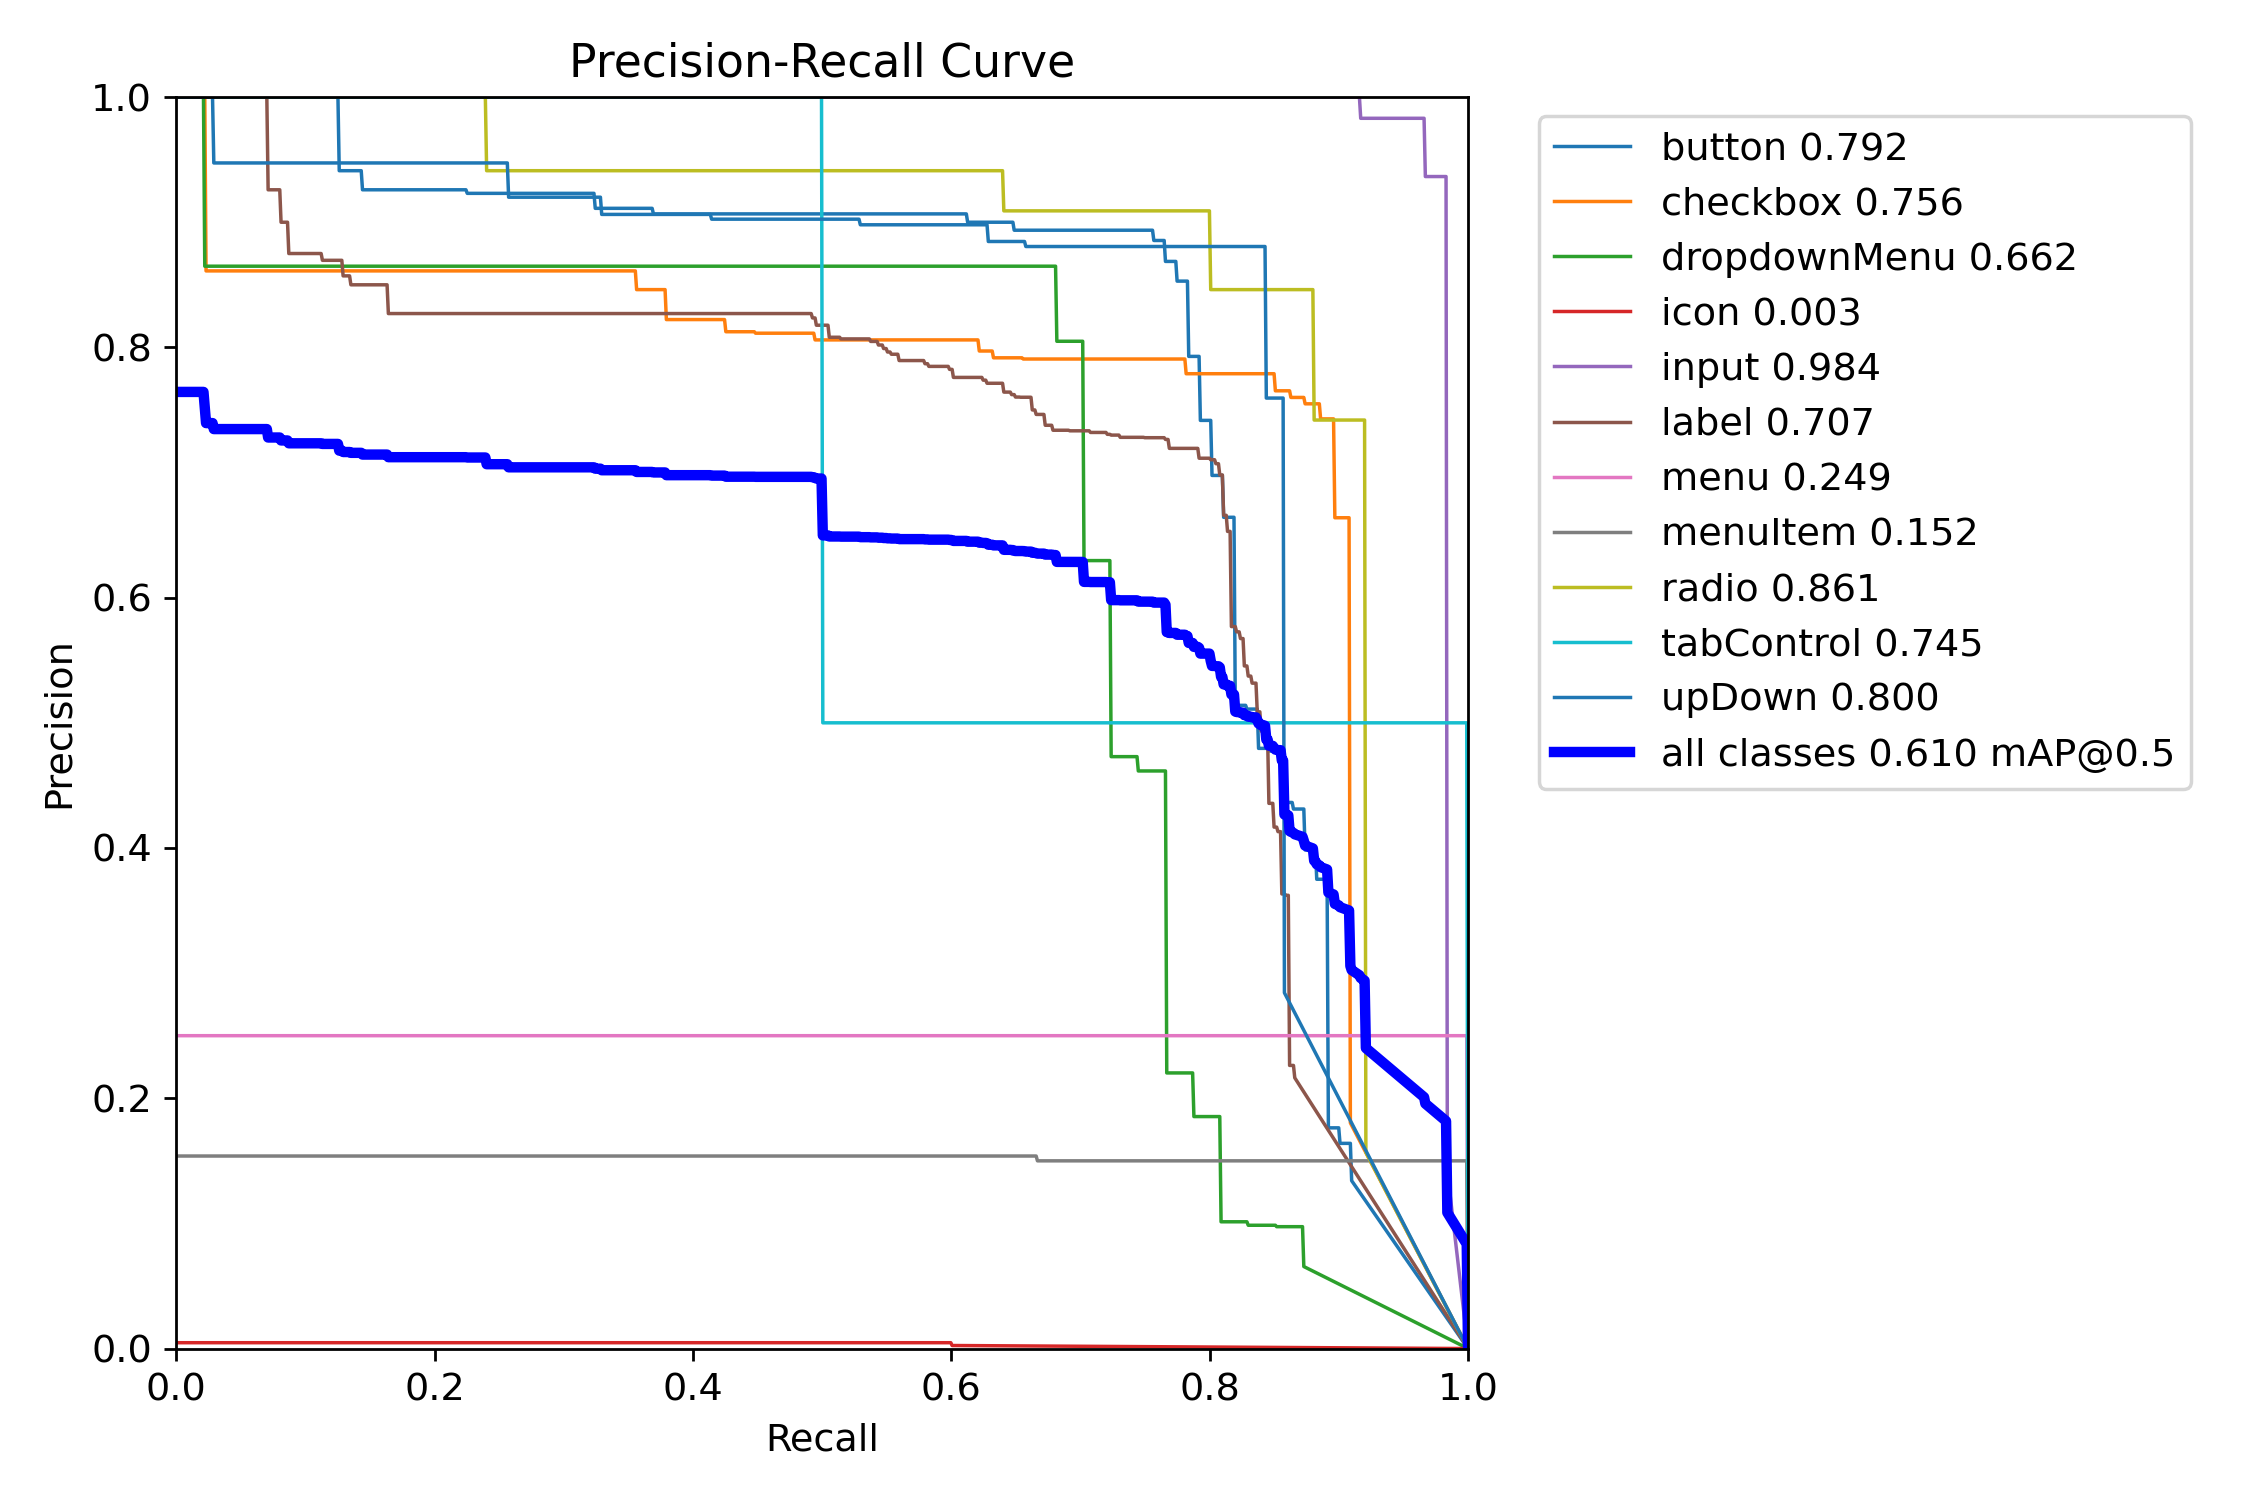 Precision-Recall Curve
1.0
0.8
0.6
0.4
0.2
0.0
Precision
0.0 0.2 0.4 0.6 0.8 1.0
Recall
button 0.792
checkbox 0.756
dropdownMenu 0.662
icon 0.003
input 0.984
label 0.707
menu 0.249
menuItem 0.152
radio 0.861
tabControl 0.745
upDown 0.800
all classes 0.610 mAP@0.5